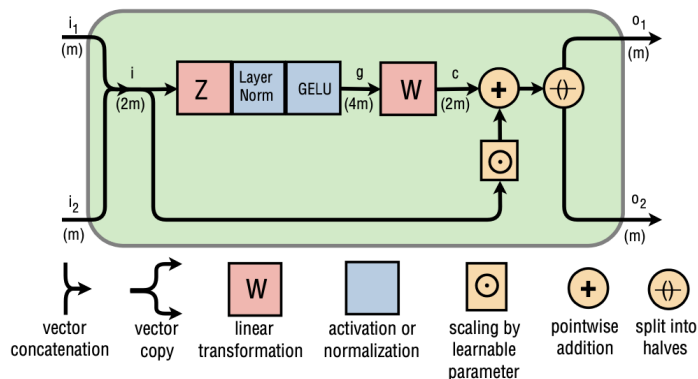 i1
(m)
i
(2m)
Z
Layer
Norm
GELU
g
(4m)
W
c
(2m)
+
o1
(m)
i2
(m)
o2
(m)
vector
concatenation
vector
copy
W
linear
transformation
activation or
normalization
scaling by
learnable
parameter
+
pointwise
addition
split into
halves